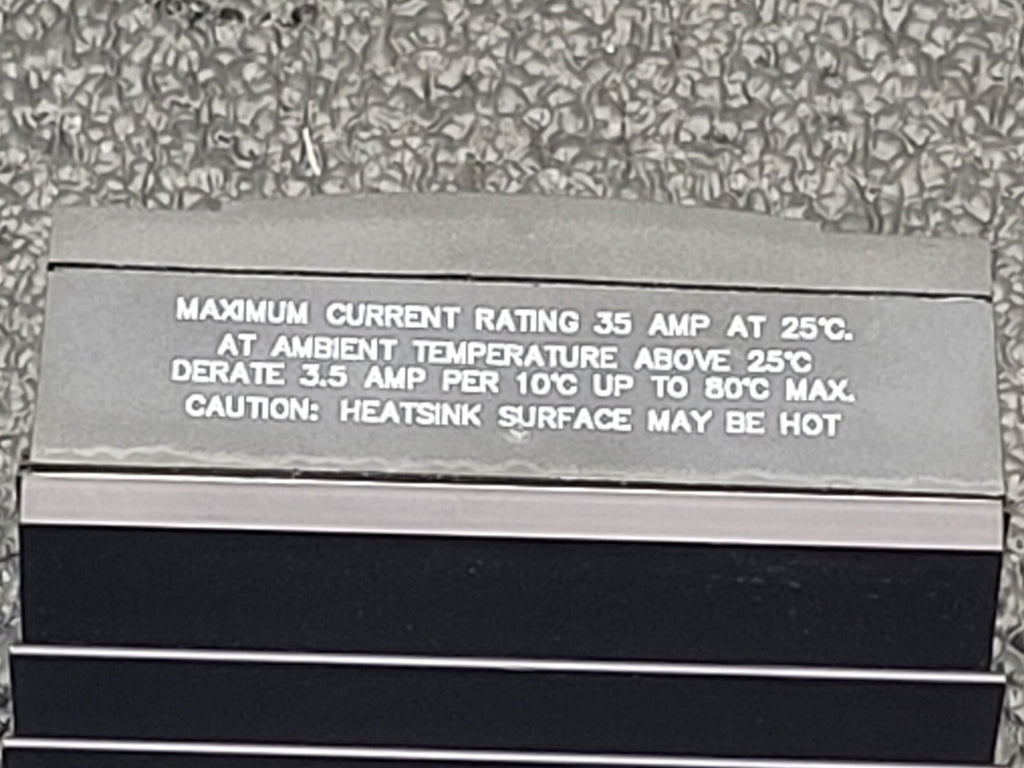 MAXIMUM CURRENT RATING 35 AMP AT 25°C.
AT AMBIENT TEMPERATURE ABOVE 25°C
DERATE 3.5 AMP PER 10°C UP TO 80°C MAX.
CAUTION: HEATSINK SURFACE MAY BE HOT